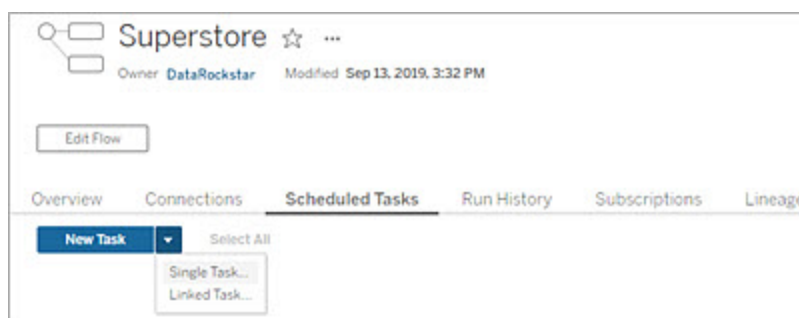 Superstore ☆ ...
Owner DataRockstar Modified Sep 13, 2019, 3:32 PM
Edit Flow
Overview Connections Scheduled Tasks Run History Subscriptions Lineage
New Task Select All
Single Task...
Linked Task...